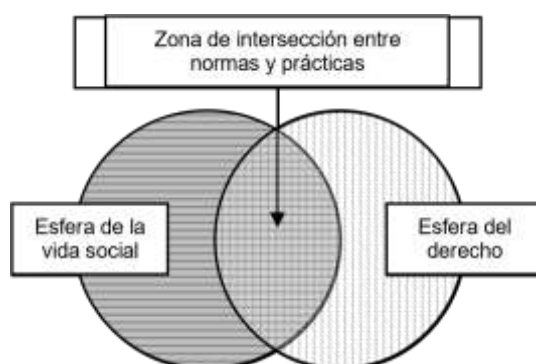 Zona de intersección entre
normas y prácticas
Esfera de la
vida social
Esfera del
derecho